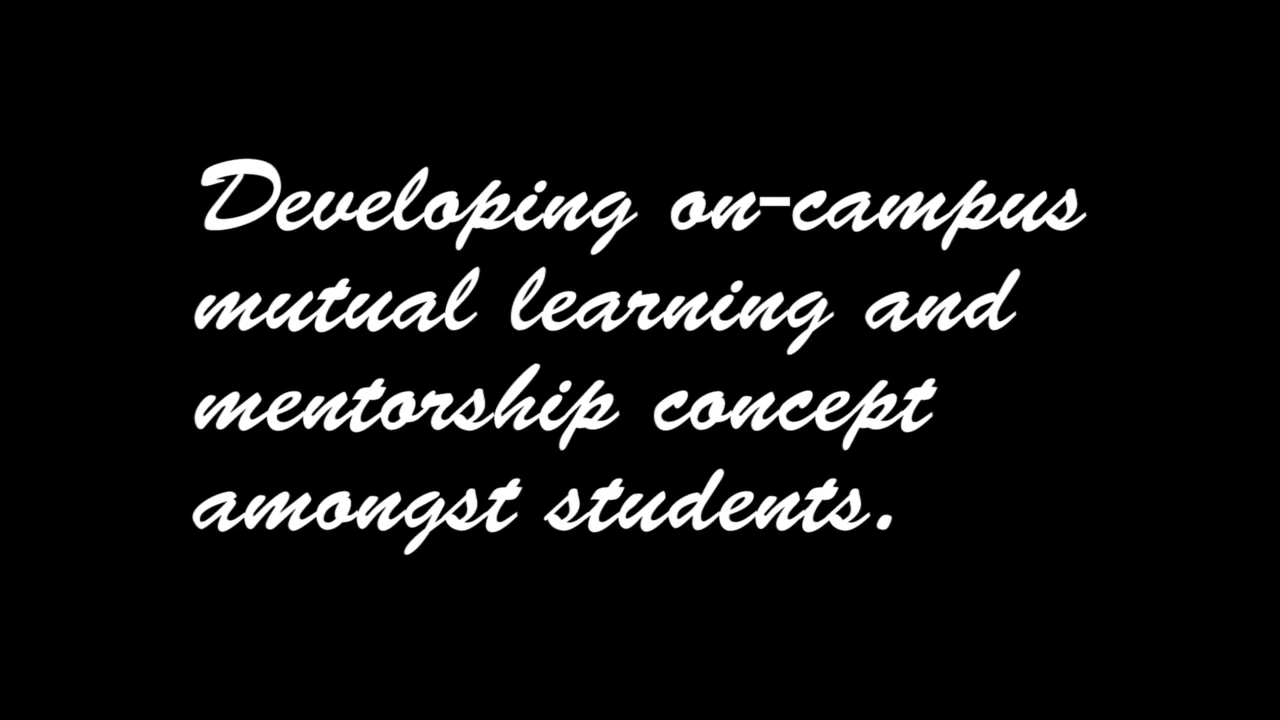 Developing on-campus
mutual learning and
mentorship concept
amongst students.